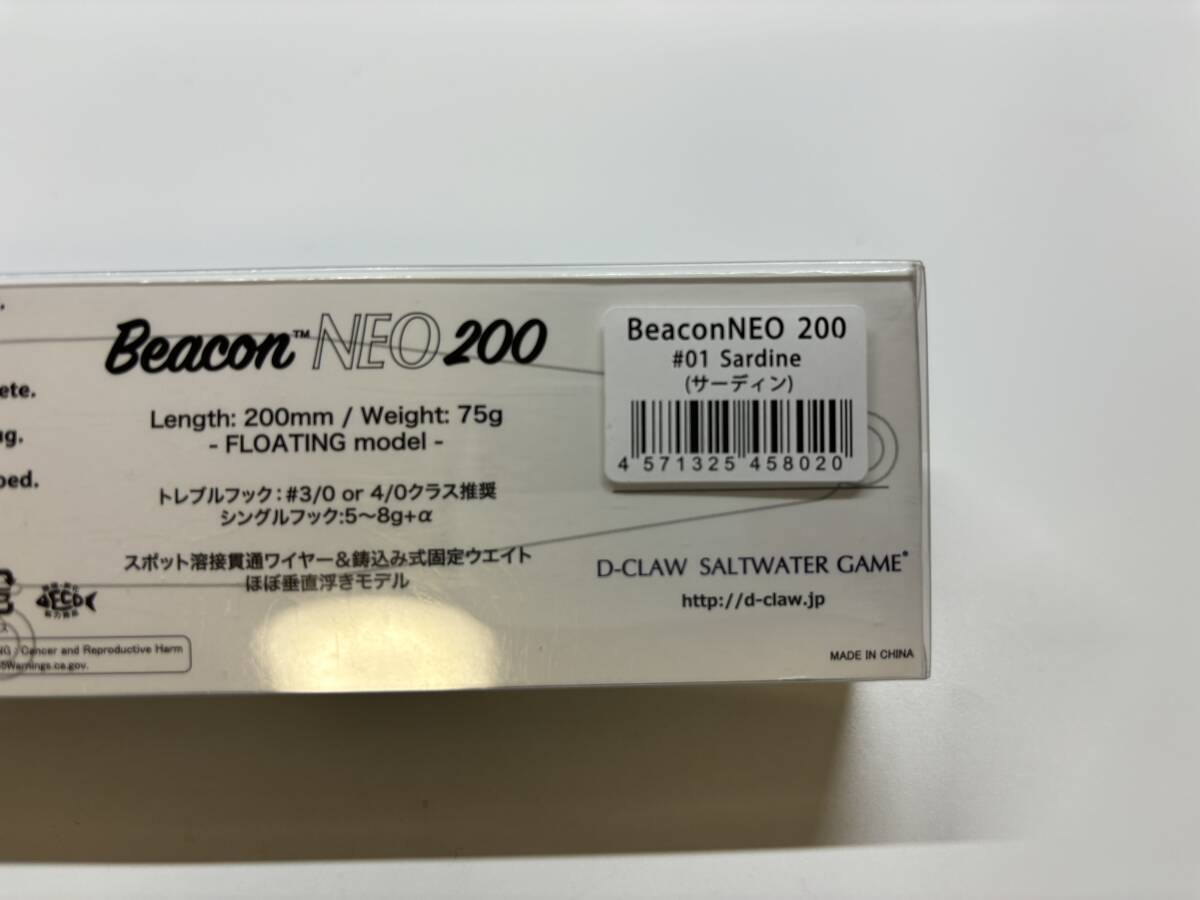 ete.
Beacon™ NEO 200
Length: 200mm / Weight: 75g
- FLOATING model -
トレブルフック：#3/0 or 4/0クラス推奨
シングルフック:5〜8g+α
スポット溶接貫通ワイヤー＆鋳込み式固定ウエイト
ほぼ垂直浮きモデル
BeaconNEO 200
#01 Sardine
(サーディン)
4 571325 458020
D-CLAW SALTWATER GAME®
http://d-claw.jp
MADE IN CHINA
ECO
NG / Cancer and Reproductive Harm
5Warnings.ca.gov.